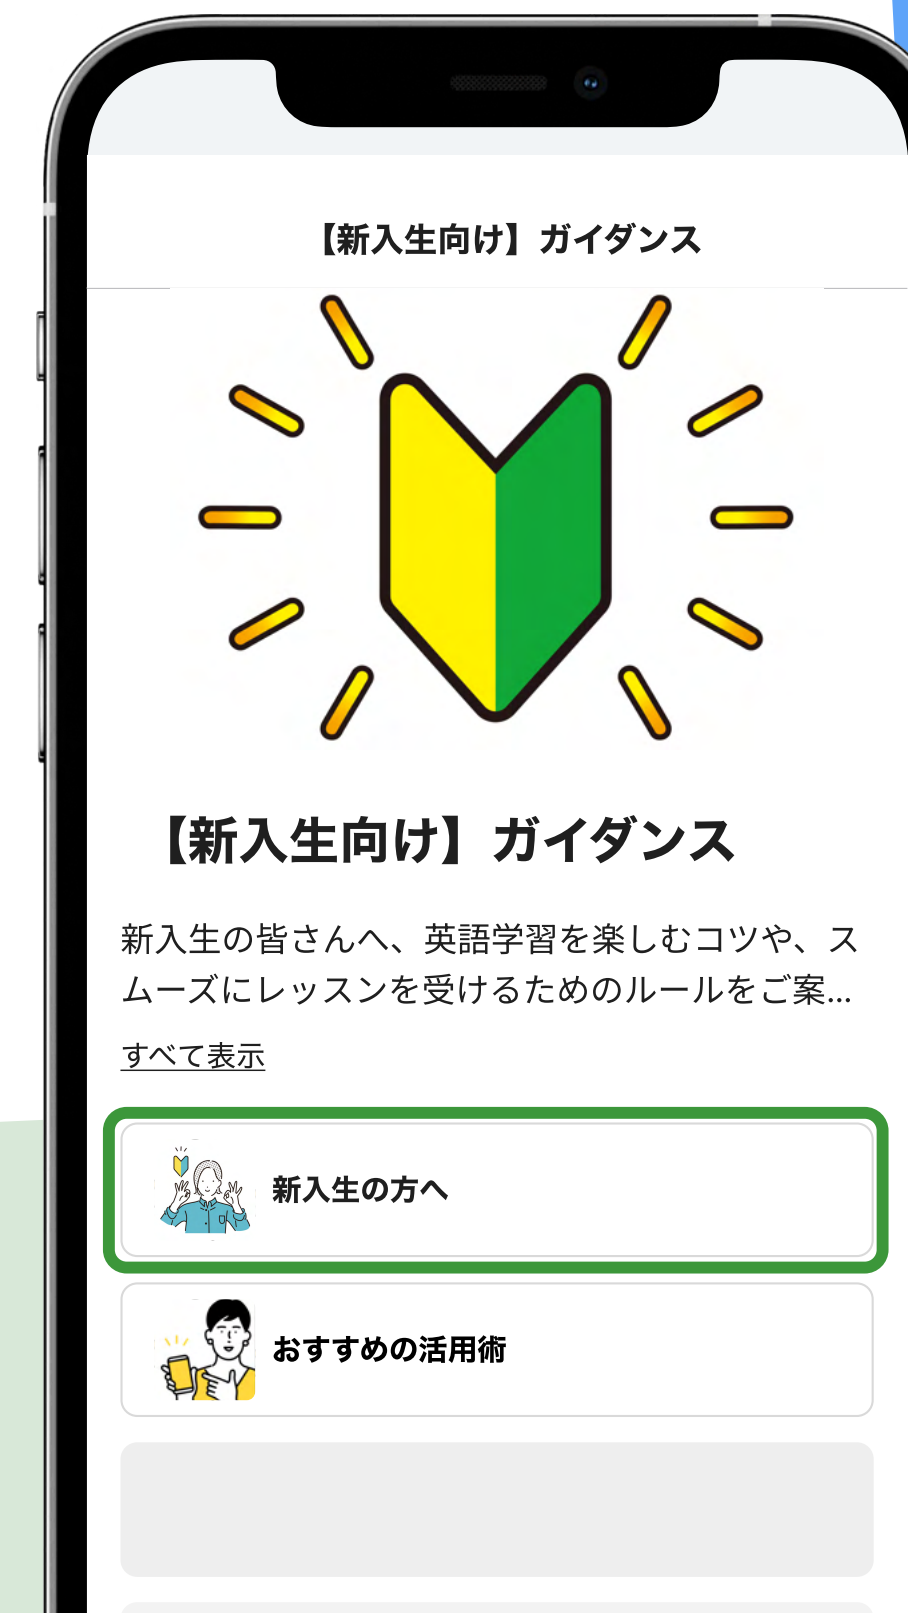 【新入生向け】ガイダンス
【新入生向け】ガイダンス
新入生の皆さんへ、英語学習を楽しむコツや、ス
ムーズにレッスンを受けるためのルールをご案...
すべて表示
新入生の方へ
おすすめの活用術